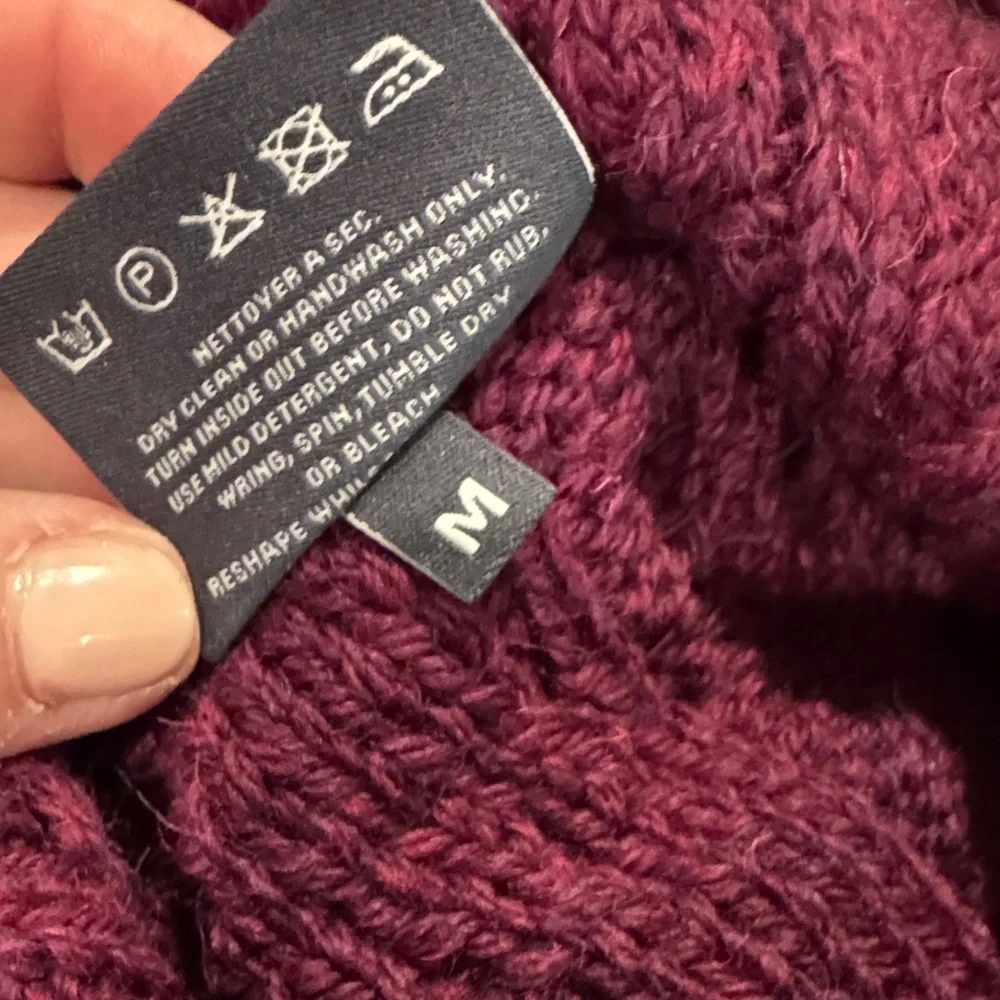 P
NETTOYER A SEC.
DRY CLEAN OR HANDWASH ONLY.
TURN INSIDE OUT BEFORE WASHING.
USE MILD DETERGENT, DO NOT RUB,
WRING, SPIN, TUMBLE DRY
OR BLEACH
RESHAPE
M